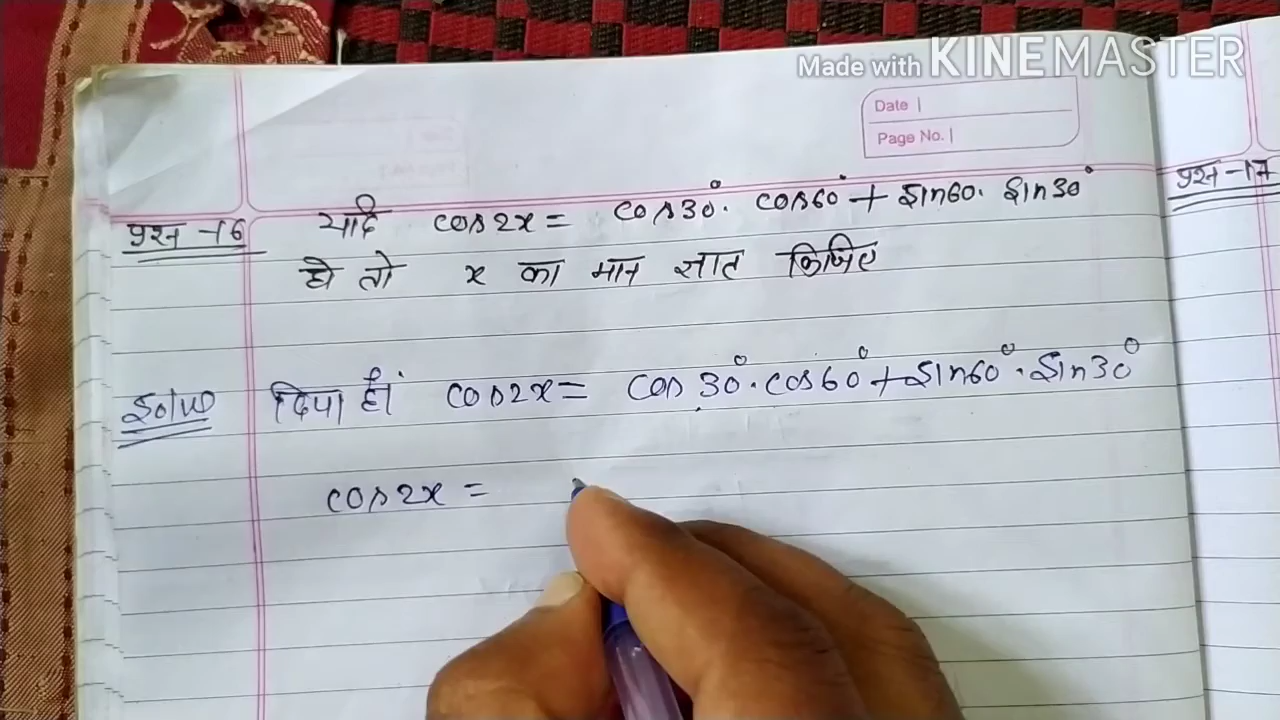 Made with KINEMASTER
Date |
Page No. |
प्रश्न -16 यदि cos2x = cos30°. cos60° + sin60. sin30°
हो तो x का मान ज्ञात किजिए
Solve दिया है। cos2x = cos30°.cos60° + sin60°.sin30°
cos2x =
प्रश्न -17